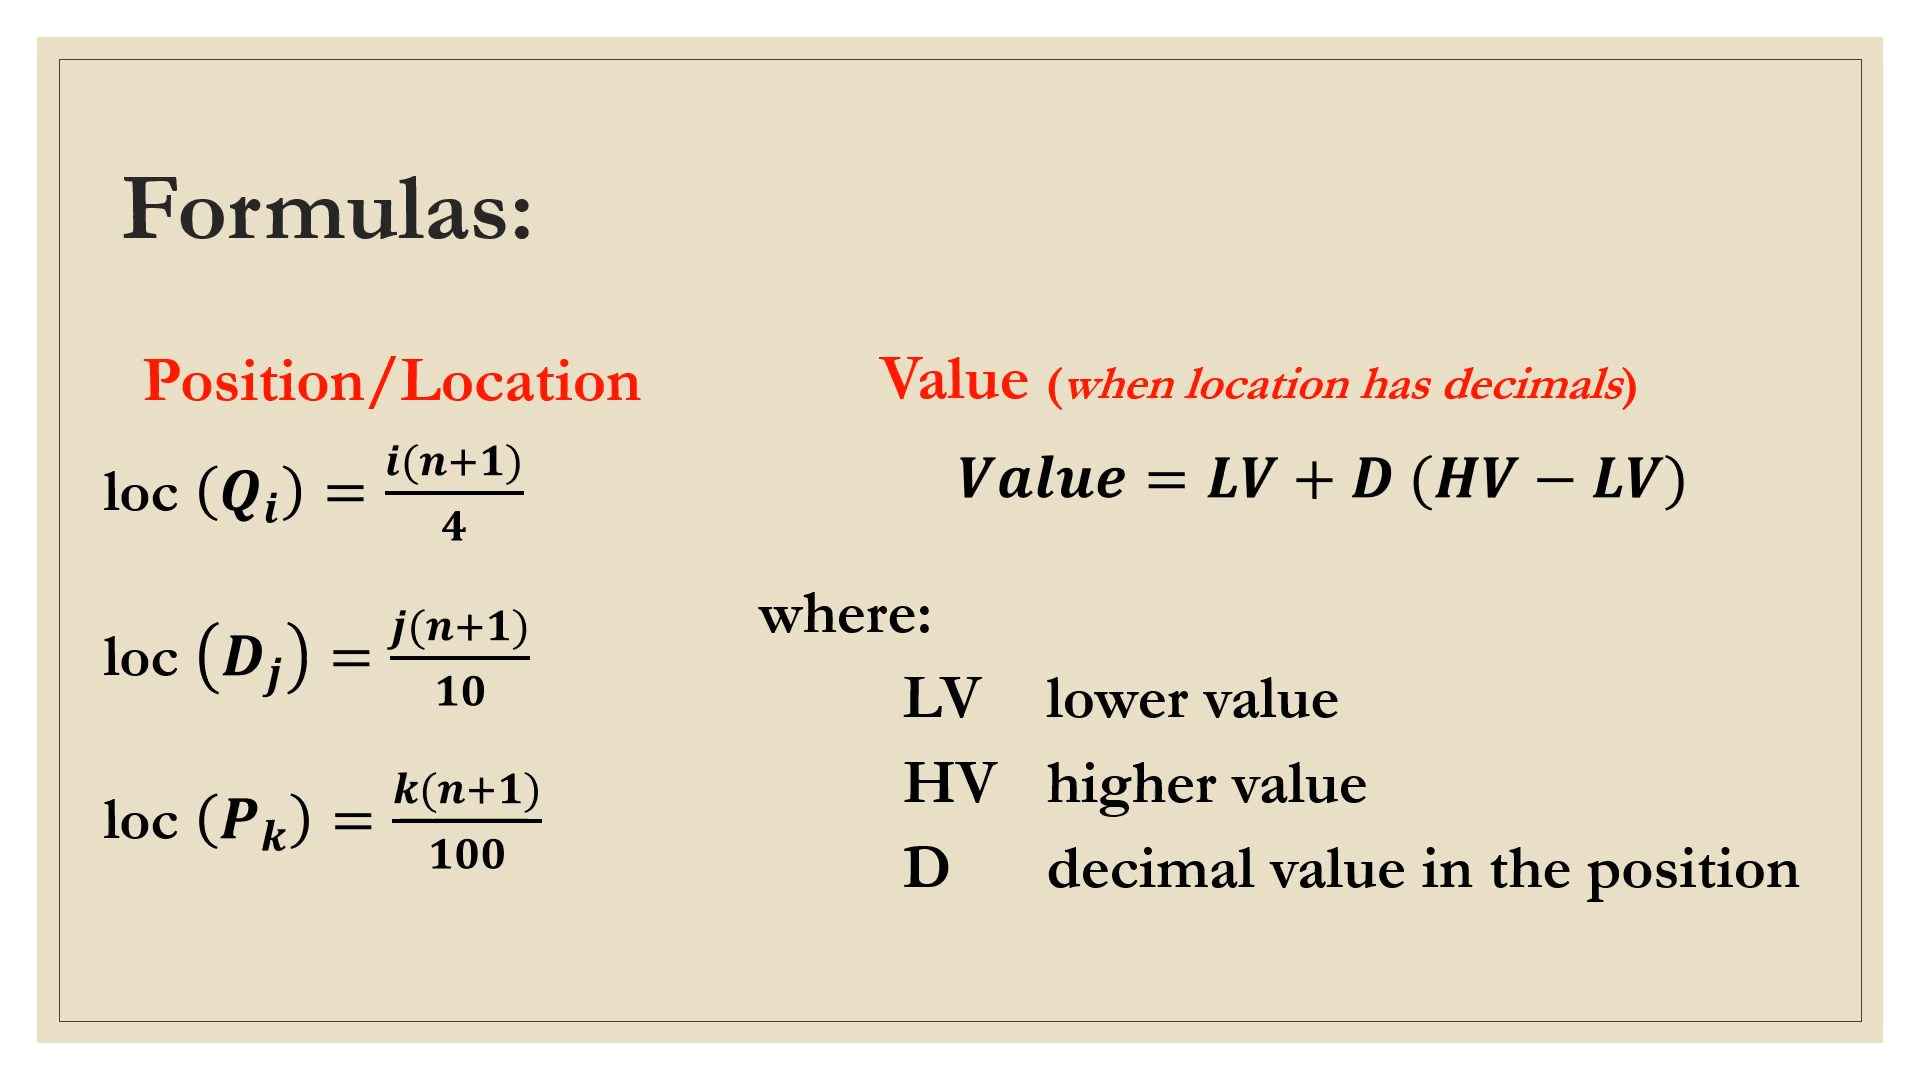 Formulas:
Position/Location
loc (Qᵢ) = i(n+1)/4
loc (Dⱼ) = j(n+1)/10
loc (Pₖ) = k(n+1)/100
Value (when location has decimals)
Value = LV + D (HV − LV)
where:
LV lower value
HV higher value
D decimal value in the position